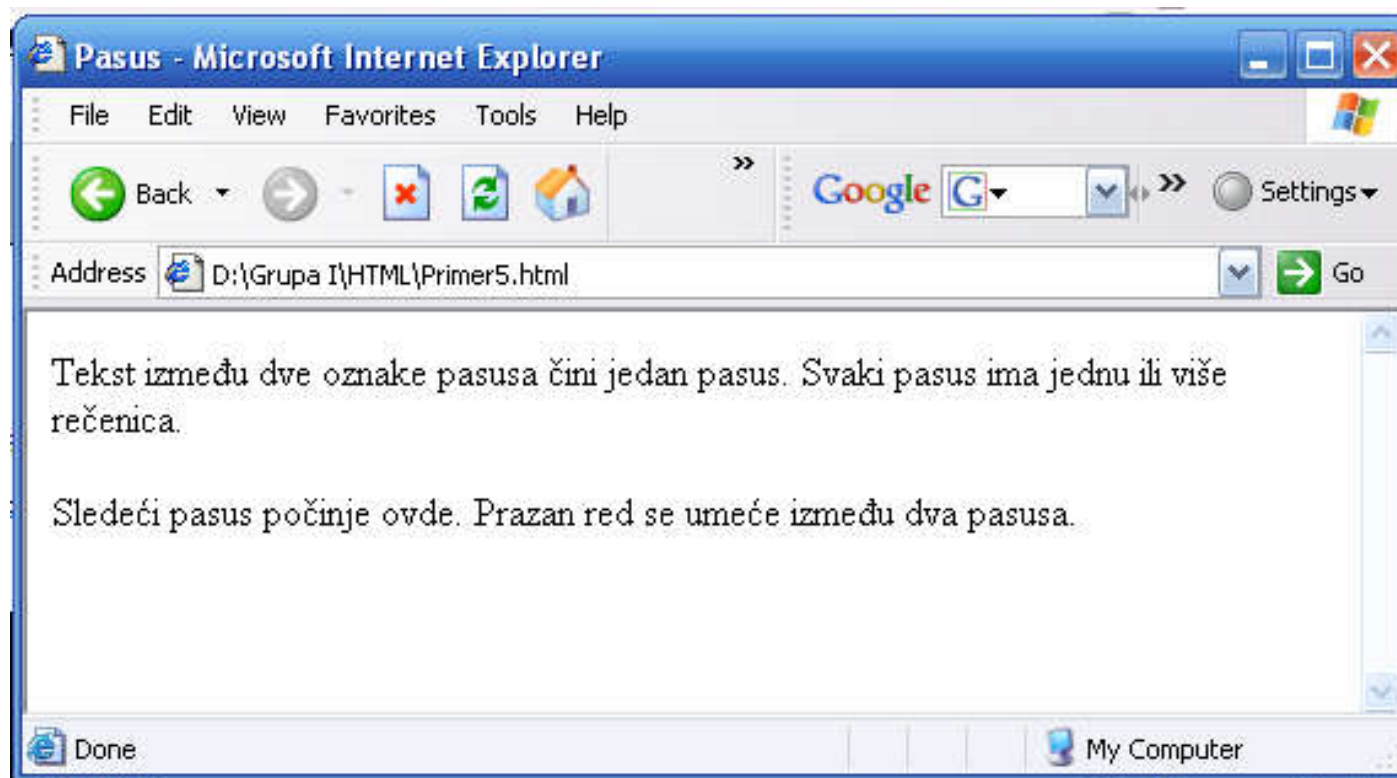 Pasus - Microsoft Internet Explorer
File Edit View Favorites Tools Help
Back Google G Settings
Address D:\Grupa I\HTML\Primer5.html Go
Tekst između dve oznake pasusa čini jedan pasus. Svaki pasus ima jednu ili više
rečenica.
Sledeći pasus počinje ovde. Prazan red se umeće između dva pasusa.
Done My Computer